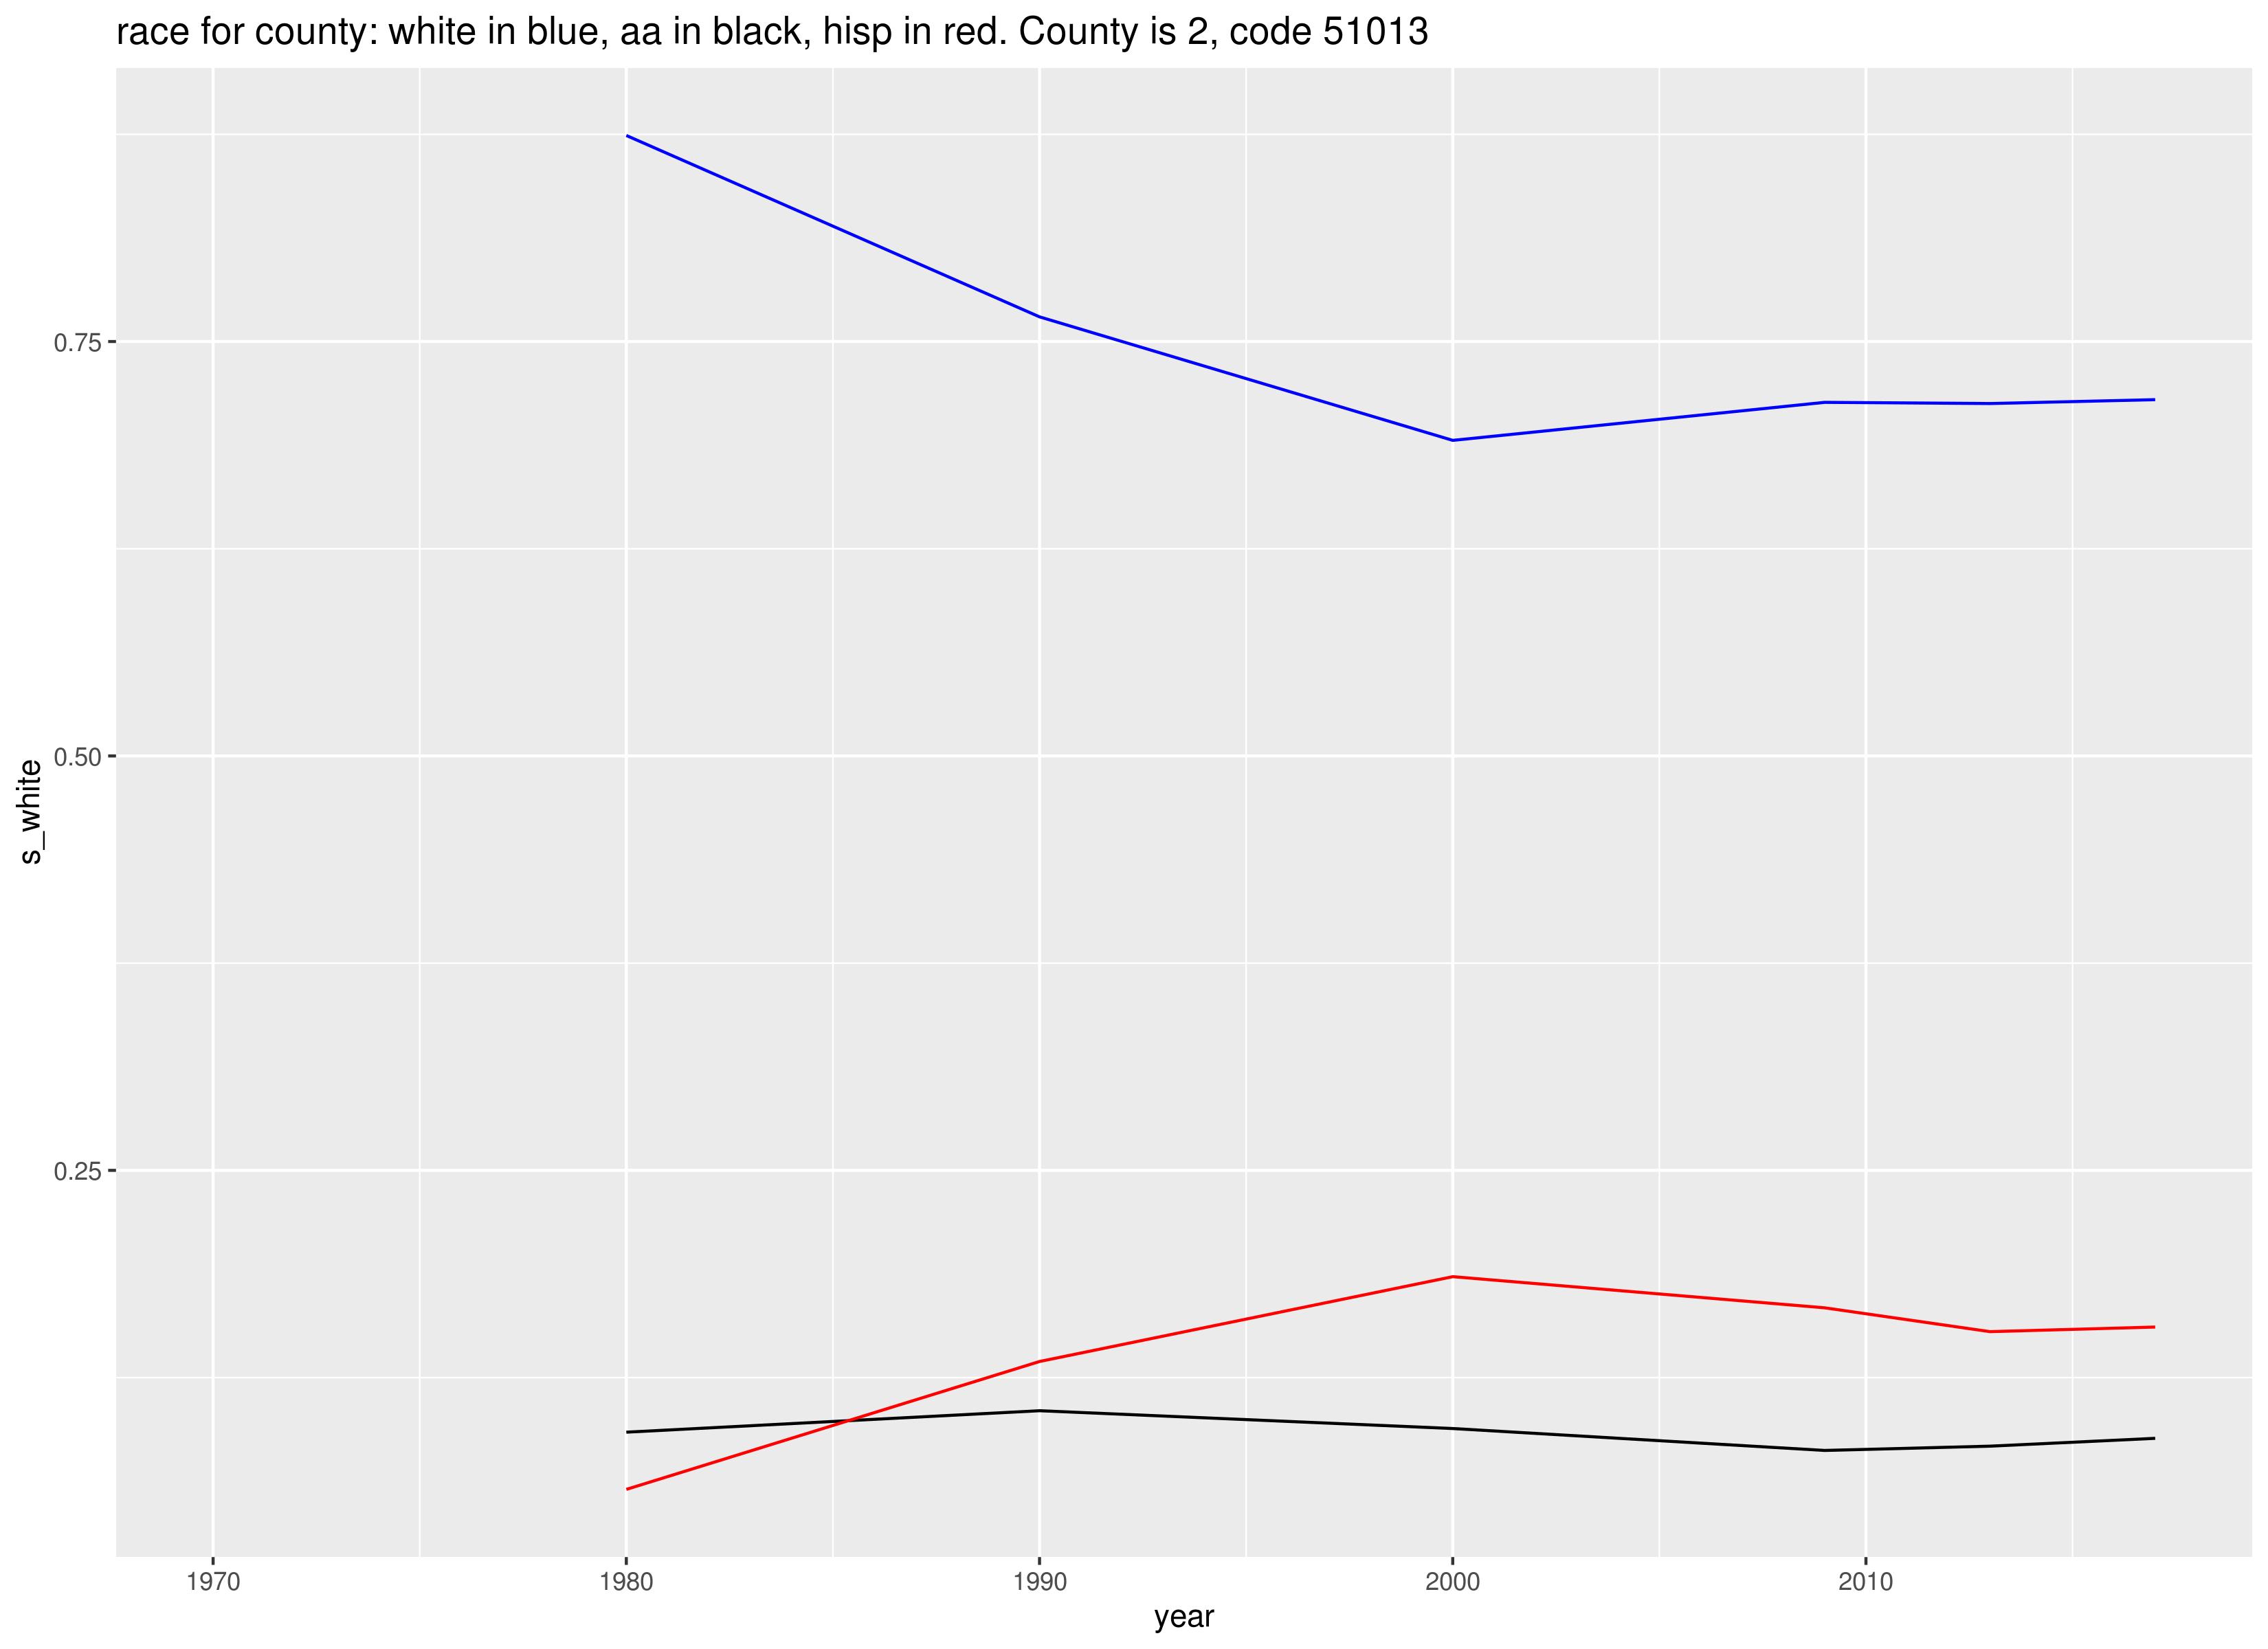 race for county: white in blue, aa in black, hisp in red. County is 2, code 51013
0.75
0.50
0.25
s_white
1970 1980 1990 2000 2010
year